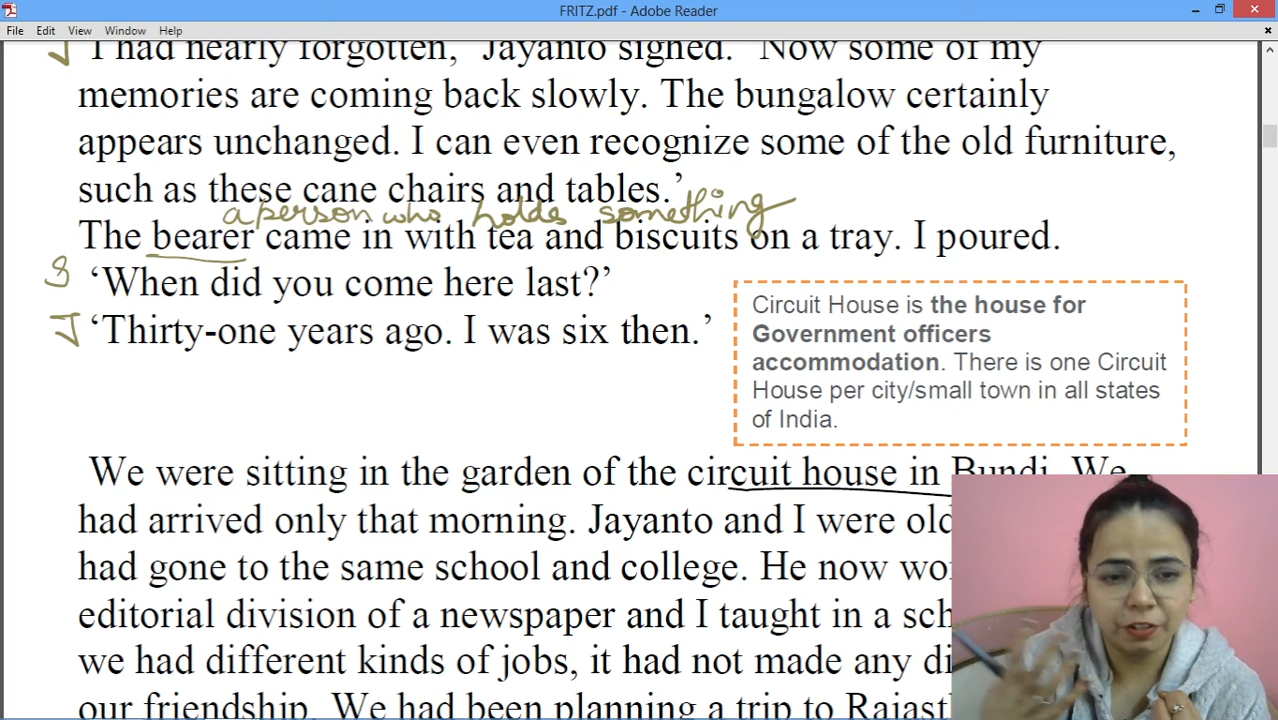 FRITZ.pdf - Adobe Reader
File Edit View Window Help
J 'I had nearly forgotten,' Jayanto sighed. 'Now some of my
memories are coming back slowly. The bungalow certainly
appears unchanged. I can even recognize some of the old furniture,
such as these cane chairs and tables.'
a person who holds something
The bearer came in with tea and biscuits on a tray. I poured.
S 'When did you come here last?'
J 'Thirty-one years ago. I was six then.'
Circuit House is the house for
Government officers
accommodation. There is one Circuit
House per city/small town in all states
of India.
We were sitting in the garden of the circuit house in Bundi. We
had arrived only that morning. Jayanto and I were old
had gone to the same school and college. He now wor
editorial division of a newspaper and I taught in a sch
we had different kinds of jobs, it had not made any di
our friendship. We had been planning a trip to Rajast